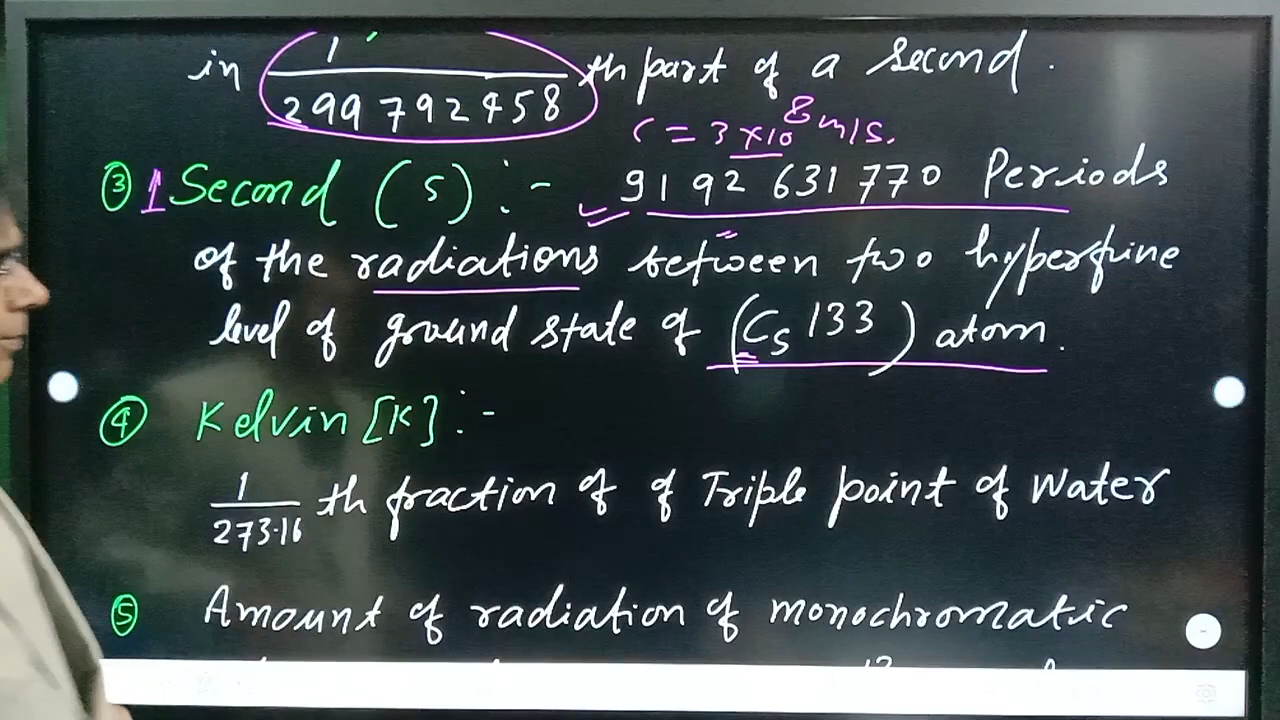 in 1/299792458 th part of a second.
C = 3×10⁸ m/s.
③ 1 Second (s) :- 9192631770 Periods
of the radiations between two hyperfine
level of ground state of (Cs 133) atom.
④ Kelvin [K] :-
1/273.16 th fraction of of Triple point of Water
⑤ Amount of radiation of monochromatic